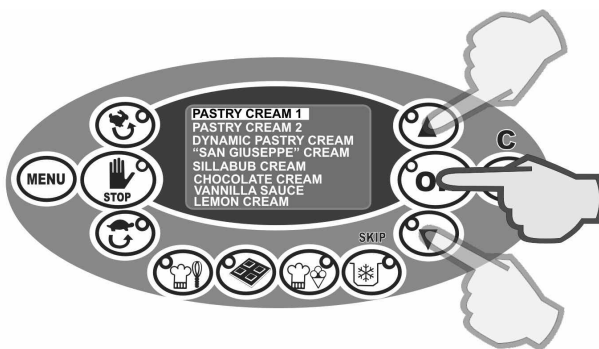 PASTRY CREAM 1
PASTRY CREAM 2
DYNAMIC PASTRY CREAM
“SAN GIUSEPPE” CREAM
SILLABUB CREAM
CHOCOLATE CREAM
VANNILLA SAUCE
LEMON CREAM
C
MENU
STOP
SKIP